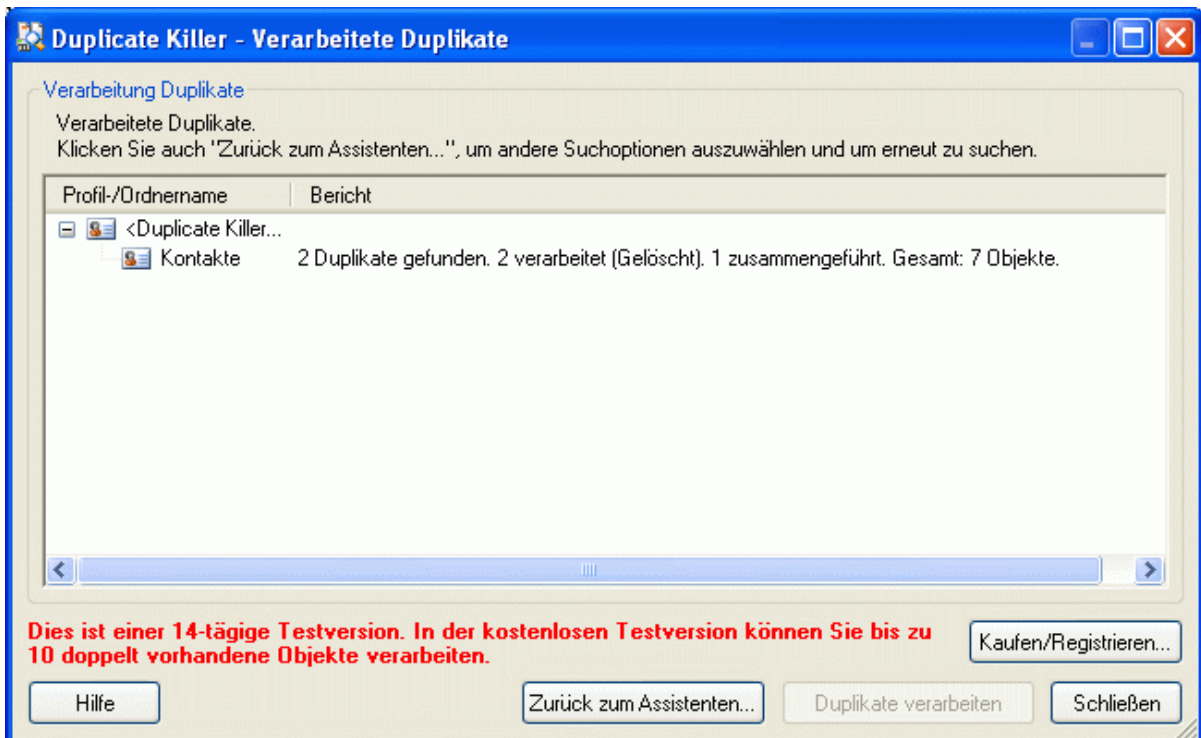 Duplicate Killer - Verarbeitete Duplikate
Verarbeitung Duplikate
Verarbeitete Duplikate.
Klicken Sie auch "Zurück zum Assistenten...", um andere Suchoptionen auszuwählen und um erneut zu suchen.
Profil-/Ordnername Bericht
<Duplicate Killer...
Kontakte 2 Duplikate gefunden. 2 verarbeitet (Gelöscht). 1 zusammengeführt. Gesamt: 7 Objekte.
Dies ist einer 14-tägige Testversion. In der kostenlosen Testversion können Sie bis zu
10 doppelt vorhandene Objekte verarbeiten.
Kaufen/Registrieren...
Hilfe Zurück zum Assistenten... Duplikate verarbeiten Schließen